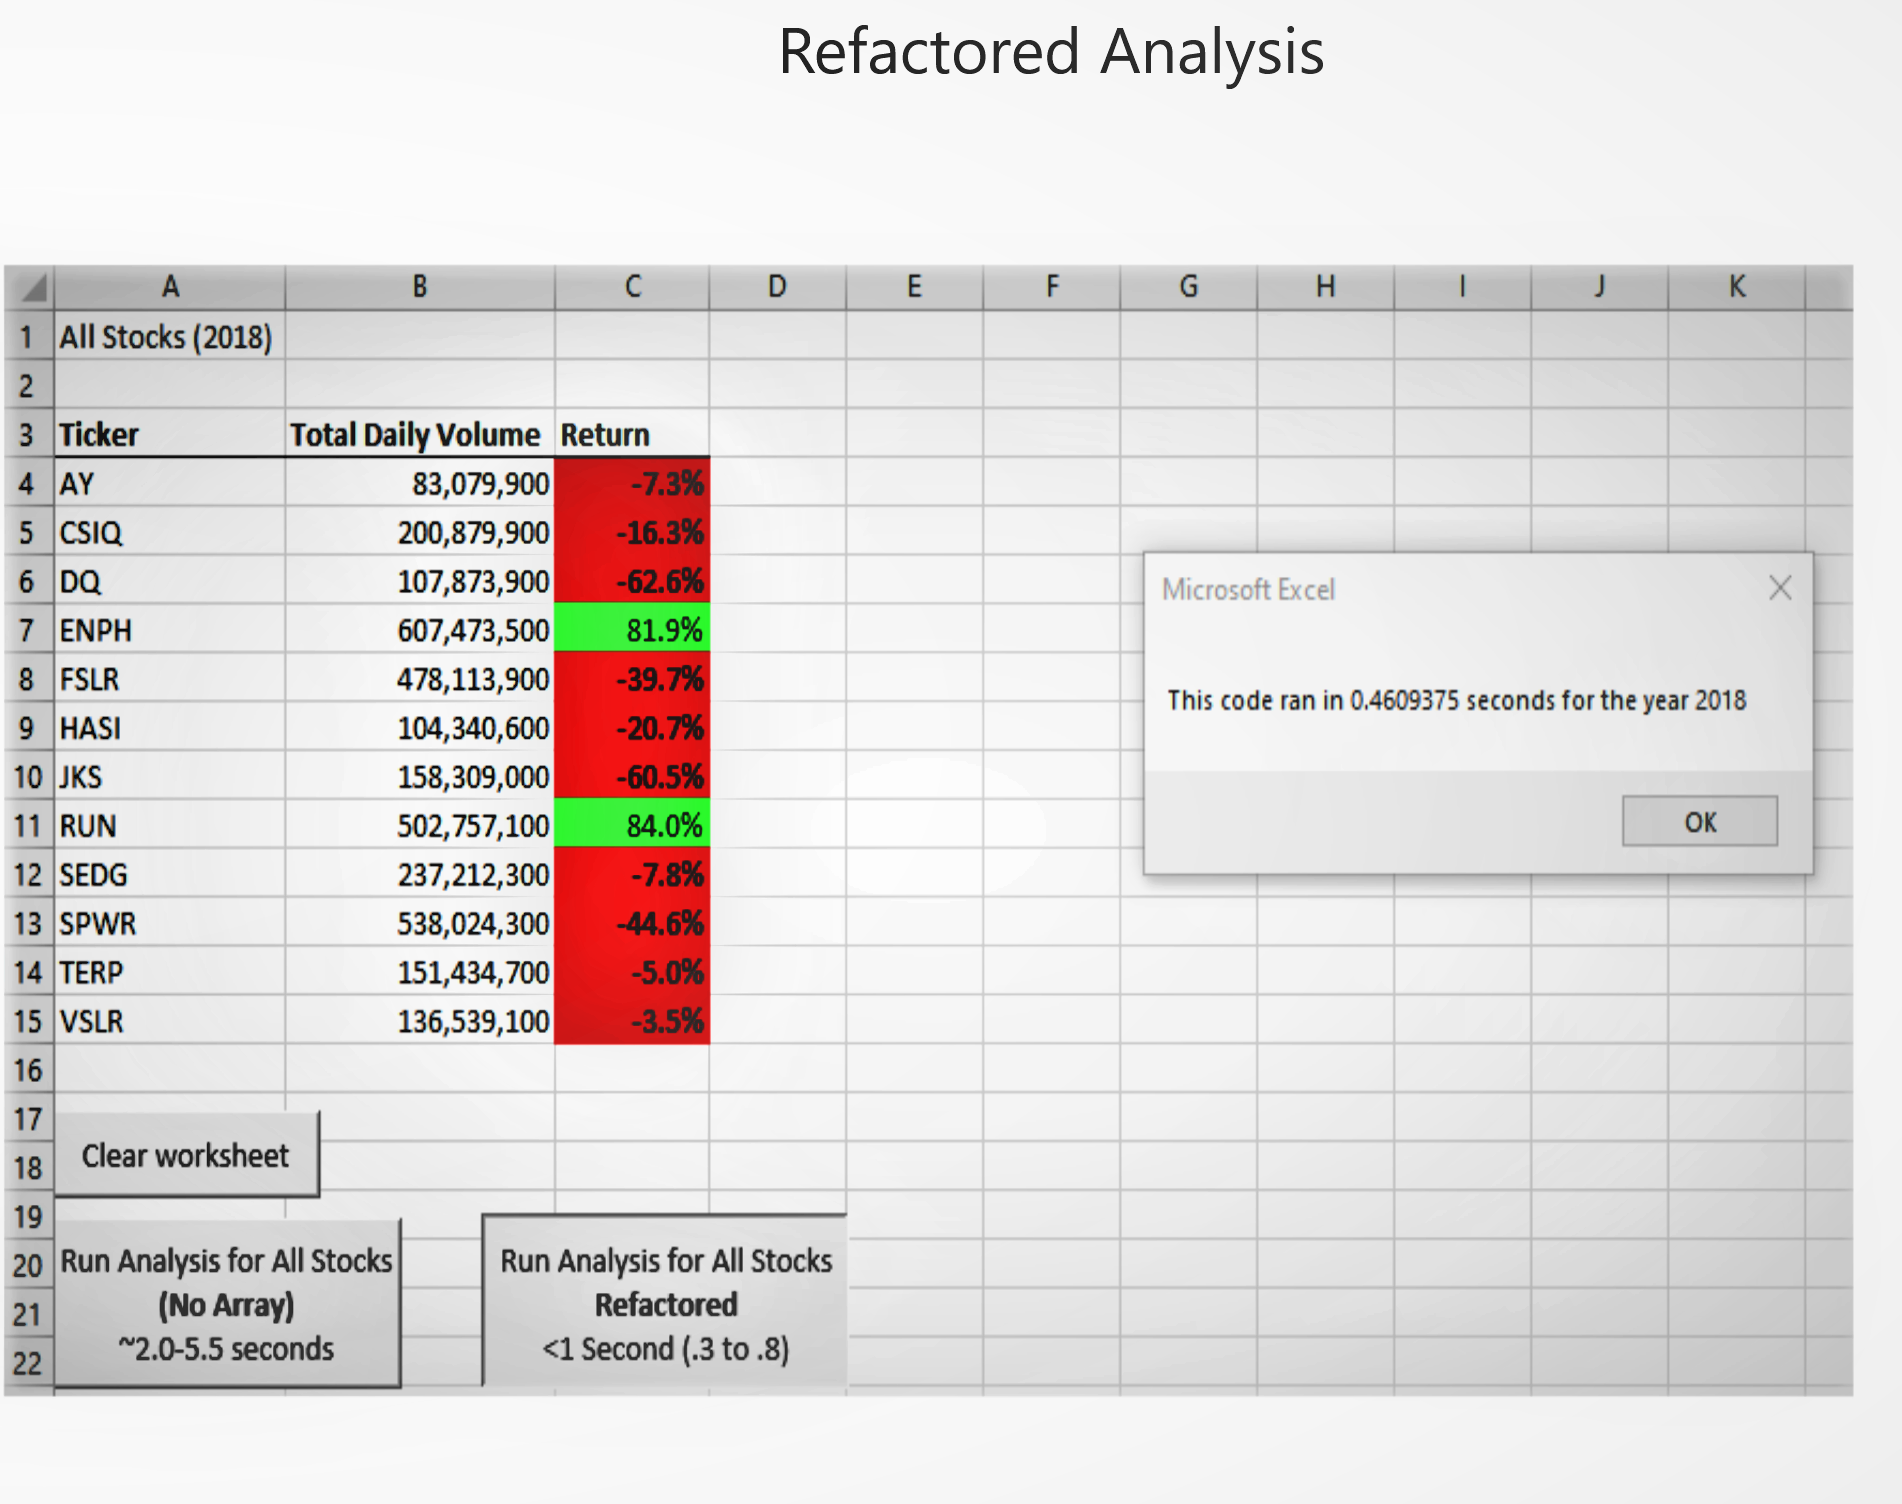 Refactored Analysis
A B C D E F G H I J K
1 All Stocks (2018)
2
3 Ticker Total Daily Volume Return
4 AY 83,079,900 -7.3%
5 CSIQ 200,879,900 -16.3%
6 DQ 107,873,900 -62.6%
7 ENPH 607,473,500 81.9%
8 FSLR 478,113,900 -39.7%
9 HASI 104,340,600 -20.7%
10 JKS 158,309,000 -60.5%
11 RUN 502,757,100 84.0%
12 SEDG 237,212,300 -7.8%
13 SPWR 538,024,300 -44.6%
14 TERP 151,434,700 -5.0%
15 VSLR 136,539,100 -3.5%
16
17
18
19
20
21
22
Microsoft Excel
This code ran in 0.4609375 seconds for the year 2018
OK
Clear worksheet
Run Analysis for All Stocks
(No Array)
~2.0-5.5 seconds
Run Analysis for All Stocks
Refactored
<1 Second (.3 to .8)